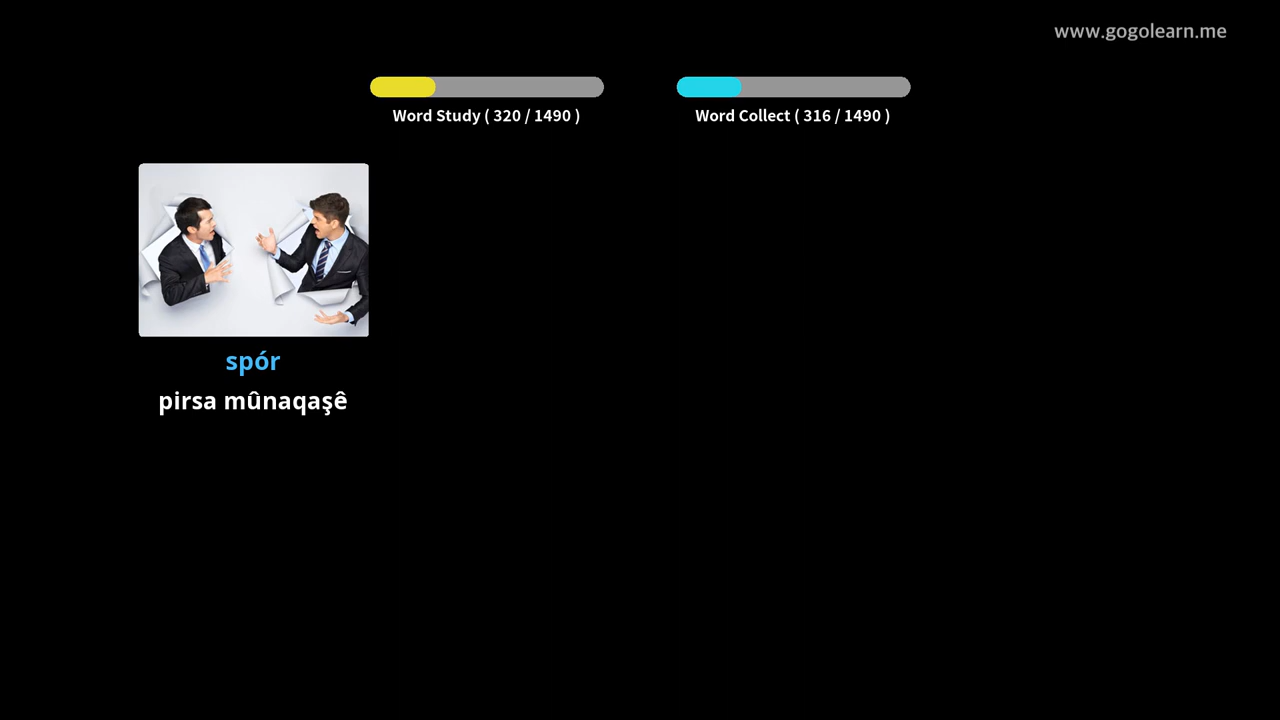 www.gogolearn.me
Word Study ( 320 / 1490 )
Word Collect ( 316 / 1490 )
spór
pirsa mûnaqaşê